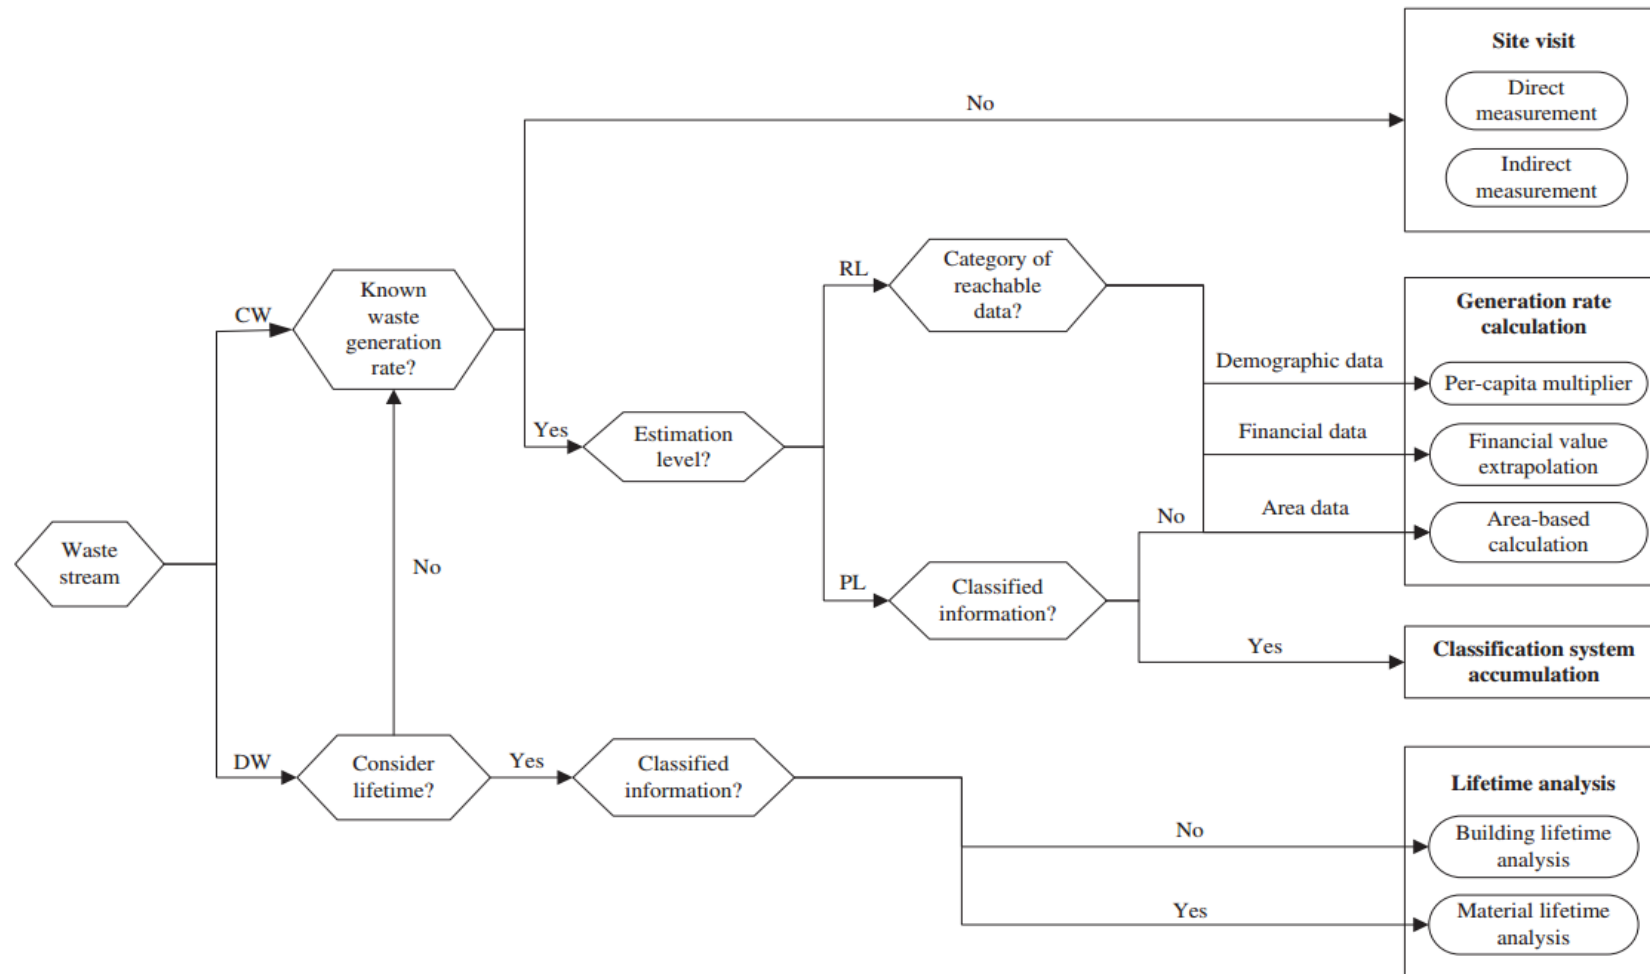 Site visit
Direct
measurement
Indirect
measurement
No
Known
waste
generation
rate?
CW
RL
Category of
reachable
data?
Generation rate
calculation
Demographic data
Per-capita multiplier
Yes
Estimation
level?
Financial data
Financial value
extrapolation
No
Area data
Area-based
calculation
Waste
stream
No
PL
Classified
information?
Yes
Classification system
accumulation
DW
Consider
lifetime?
Yes
Classified
information?
Lifetime analysis
No
Building lifetime
analysis
Yes
Material lifetime
analysis